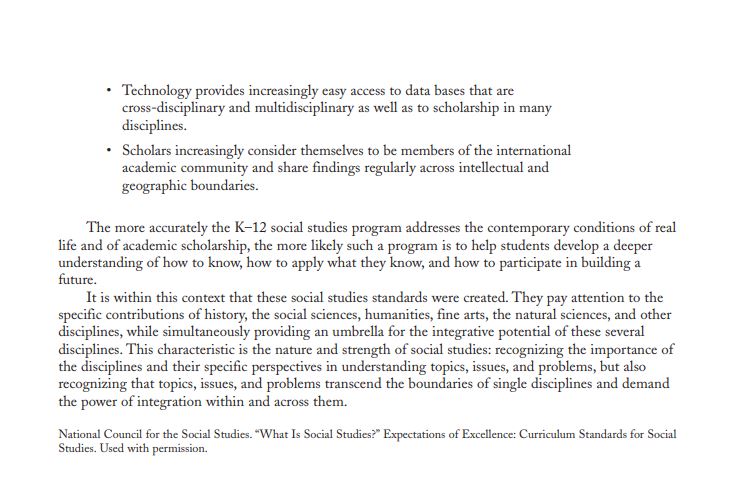 • Technology provides increasingly easy access to data bases that are
cross-disciplinary and multidisciplinary as well as to scholarship in many
disciplines.
• Scholars increasingly consider themselves to be members of the international
academic community and share findings regularly across intellectual and
geographic boundaries.
The more accurately the K–12 social studies program addresses the contemporary conditions of real
life and of academic scholarship, the more likely such a program is to help students develop a deeper
understanding of how to know, how to apply what they know, and how to participate in building a
future.
It is within this context that these social studies standards were created. They pay attention to the
specific contributions of history, the social sciences, humanities, fine arts, the natural sciences, and other
disciplines, while simultaneously providing an umbrella for the integrative potential of these several
disciplines. This characteristic is the nature and strength of social studies: recognizing the importance of
the disciplines and their specific perspectives in understanding topics, issues, and problems, but also
recognizing that topics, issues, and problems transcend the boundaries of single disciplines and demand
the power of integration within and across them.
National Council for the Social Studies. “What Is Social Studies?” Expectations of Excellence: Curriculum Standards for Social
Studies. Used with permission.